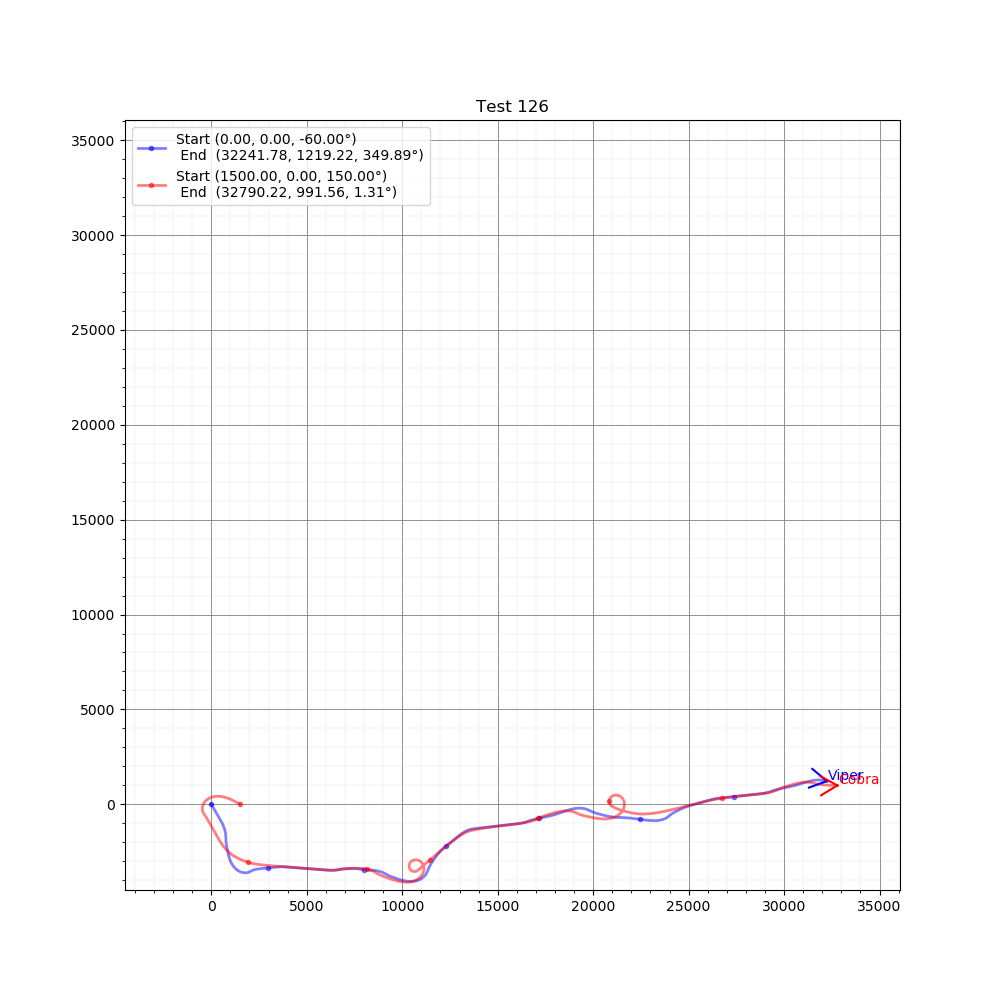 Test 126
Start (0.00, 0.00, -60.00°)
End  (32241.78, 1219.22, 349.89°)
Start (1500.00, 0.00, 150.00°)
End  (32790.22, 991.56, 1.31°)
35000
30000
25000
20000
15000
10000
5000
0
Viper
Cobra
0
5000
10000
15000
20000
25000
30000
35000